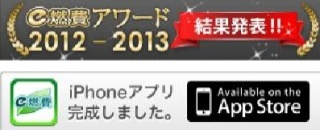 e燃費アワード
2012－2013
結果発表!!
e燃費
iPhoneアプリ
完成しました。
Available on the
App Store